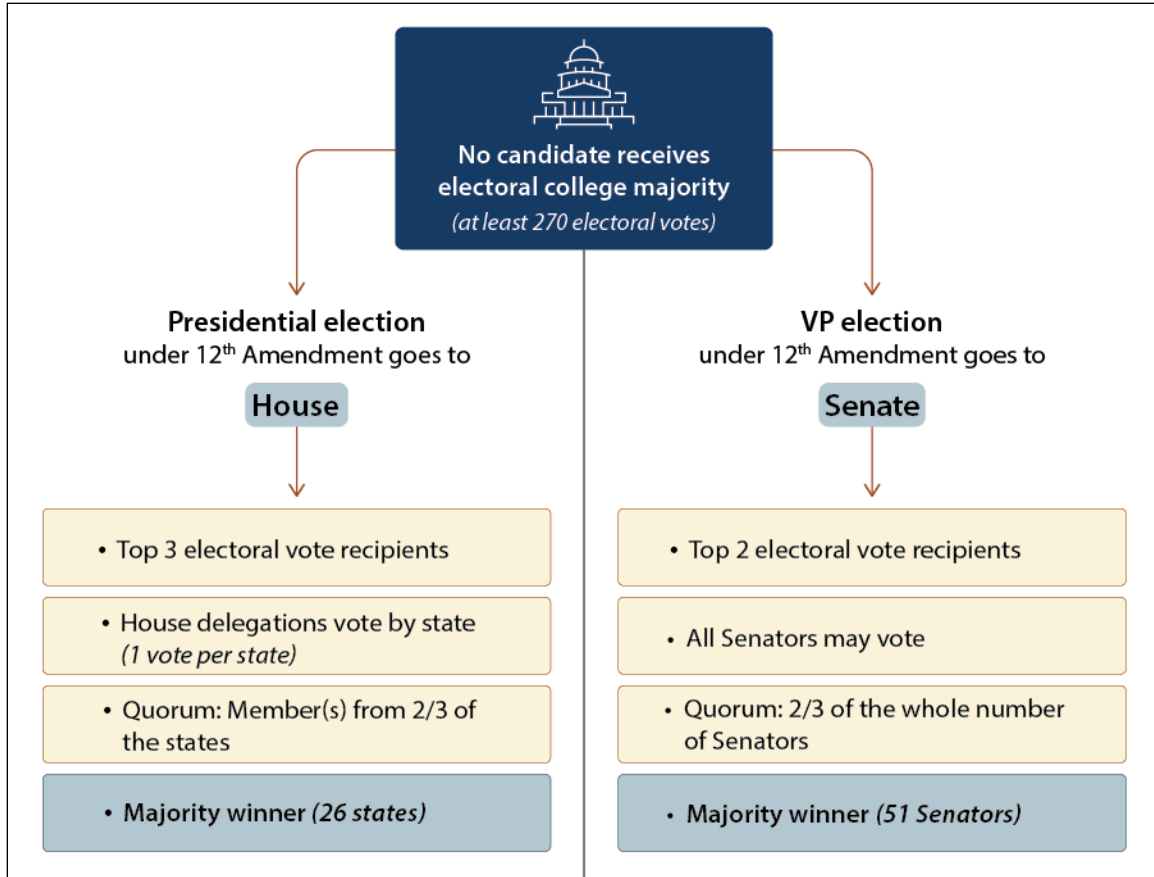 No candidate receives
electoral college majority
(at least 270 electoral votes)
Presidential election
under 12th Amendment goes to
House
• Top 3 electoral vote recipients
• House delegations vote by state
(1 vote per state)
• Quorum: Member(s) from 2/3 of
the states
• Majority winner (26 states)
VP election
under 12th Amendment goes to
Senate
• Top 2 electoral vote recipients
• All Senators may vote
• Quorum: 2/3 of the whole number
of Senators
• Majority winner (51 Senators)